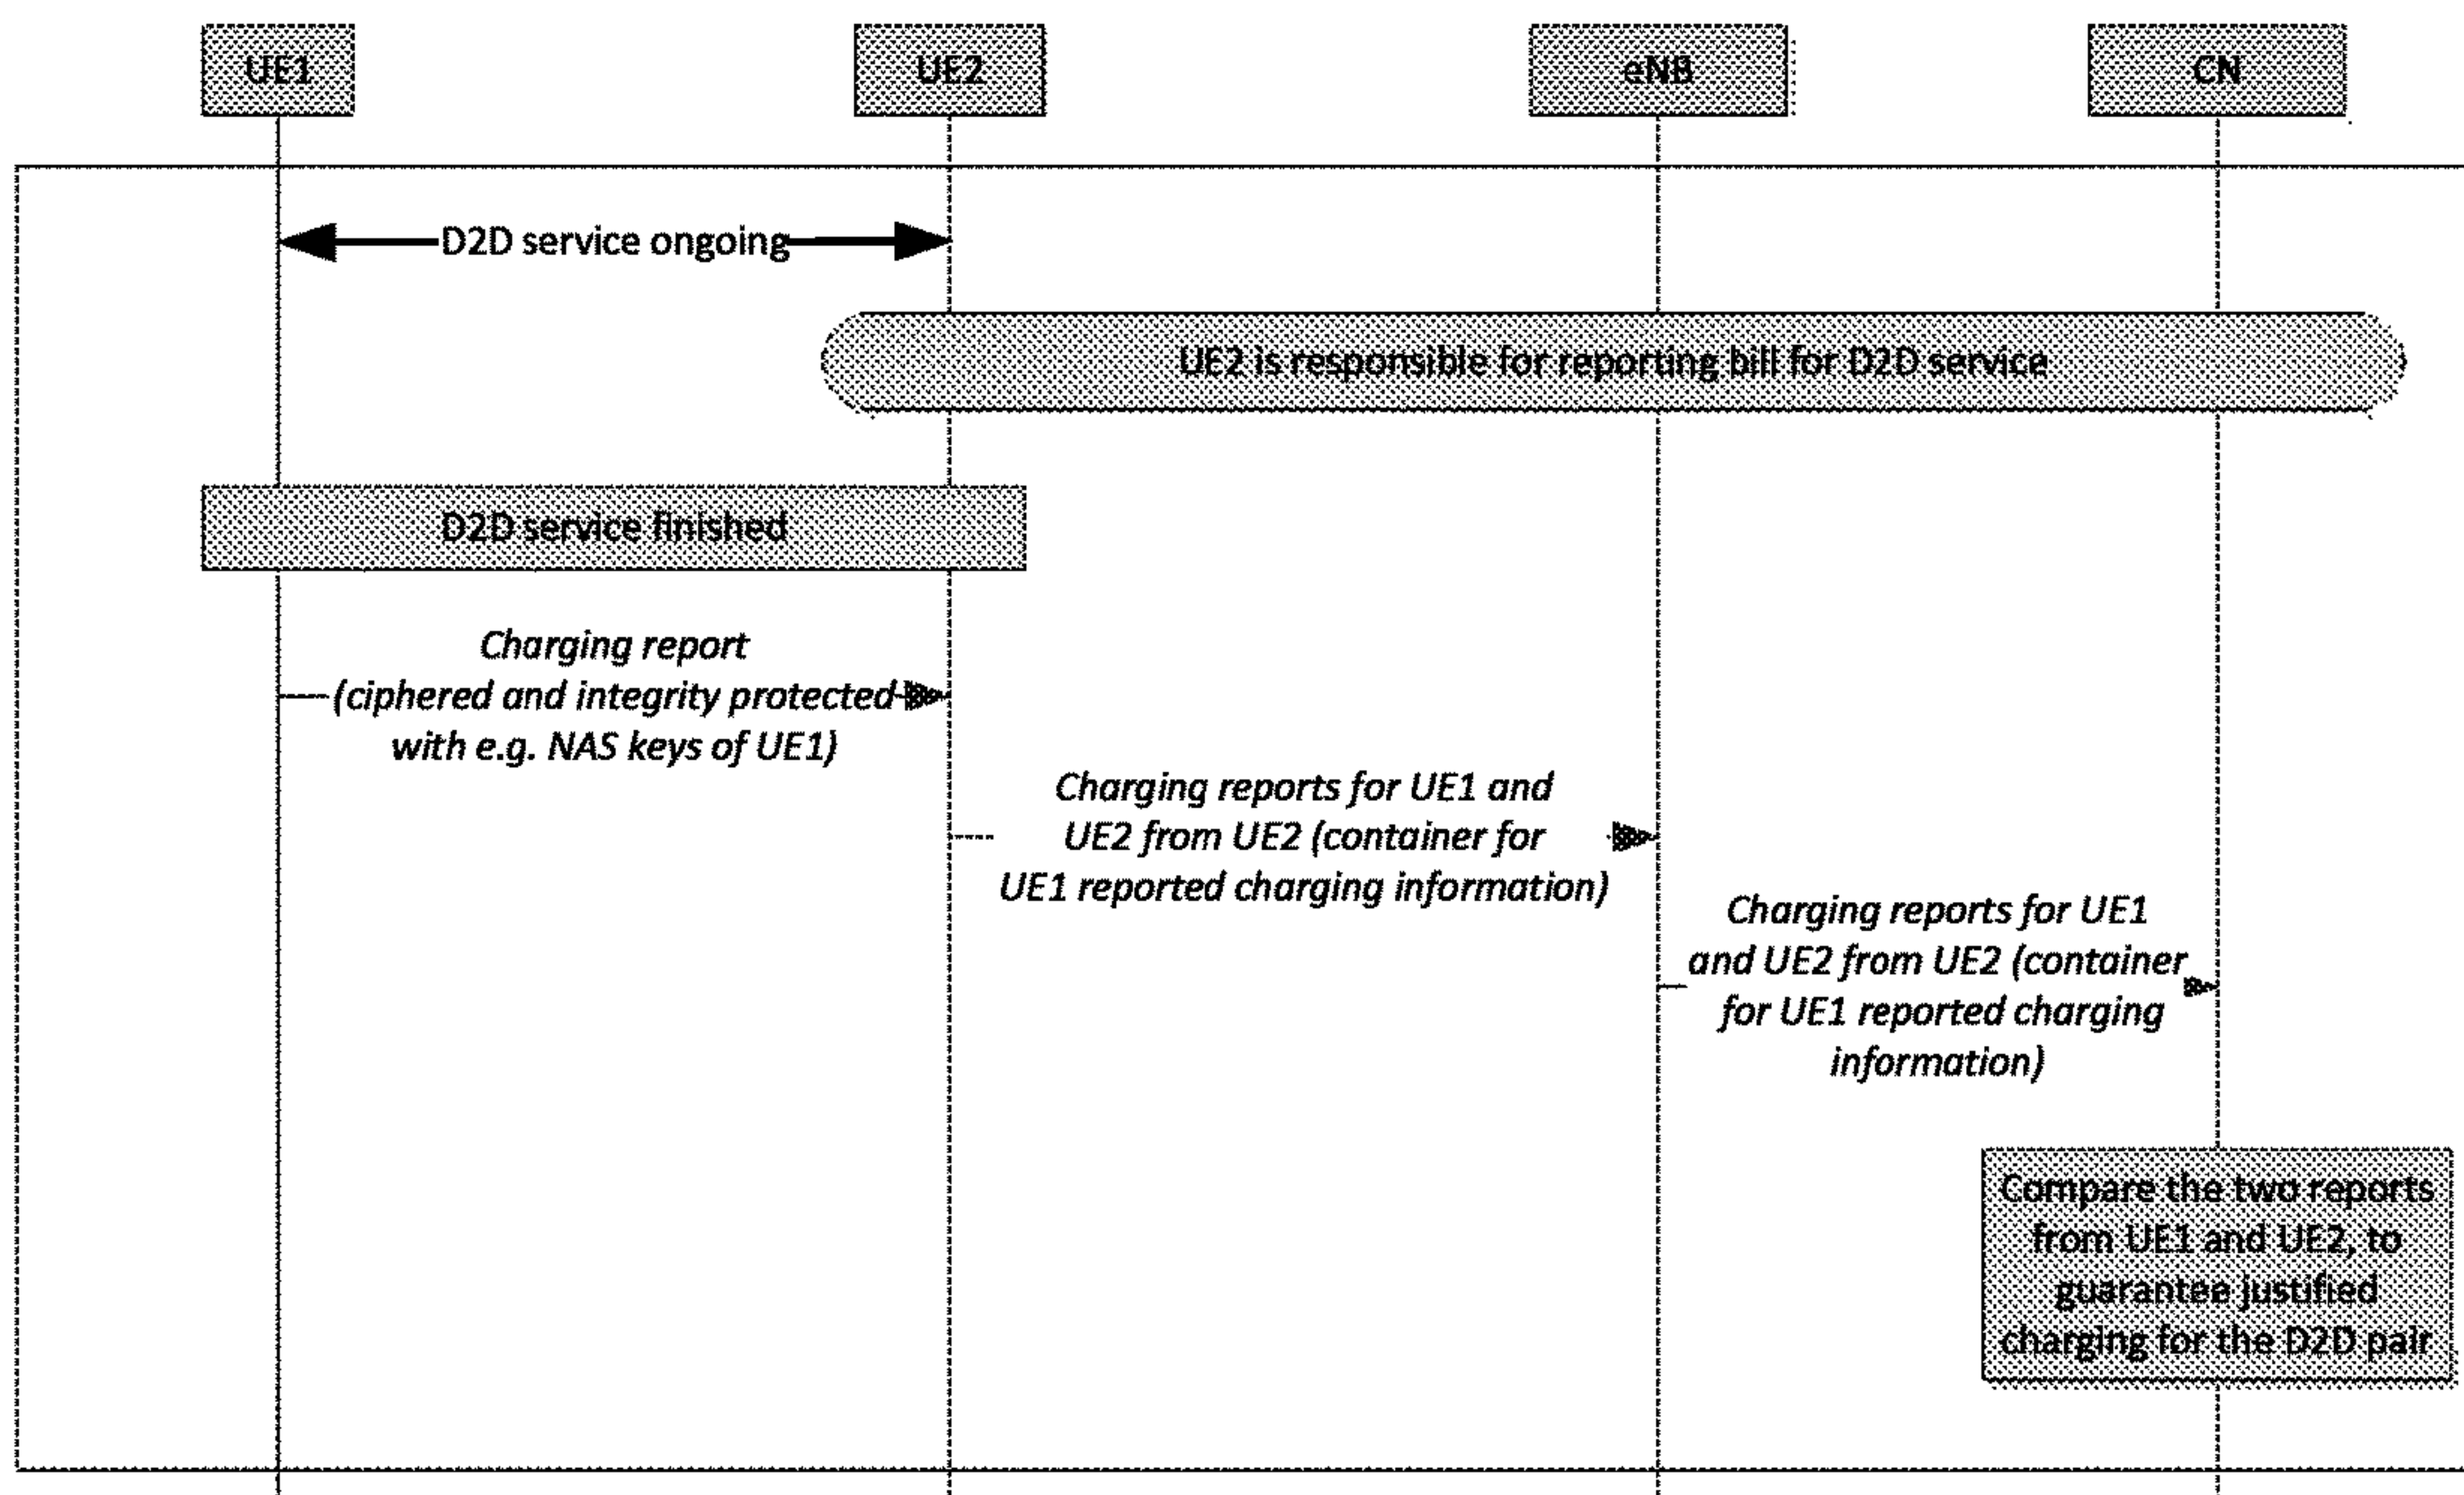 UE1
UE2
eNB
CN
D2D service ongoing
UE2 is responsible for reporting bill for D2D service
D2D service finished
Charging report
(ciphered and integrity protected
with e.g. NAS keys of UE1)
Charging reports for UE1 and
UE2 from UE2 (container for
UE1 reported charging information)
Charging reports for UE1
and UE2 from UE2 (container
for UE1 reported charging
information)
Compare the two reports
from UE1 and UE2, to
guarantee justified
charging for the D2D pair